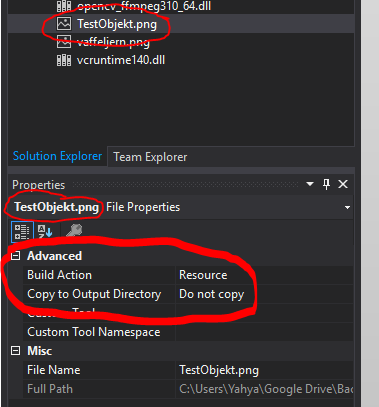 opencv_ffmpeg310_64.dll
TestObjekt.png
vaffeljern.png
vcruntime140.dll
Solution Explorer Team Explorer
Properties
TestObjekt.png File Properties
Advanced
Build Action Resource
Copy to Output Directory Do not copy
Custom Tool
Custom Tool Namespace
Misc
File Name TestObjekt.png
Full Path C:\Users\Yahya\Google Drive\Bac